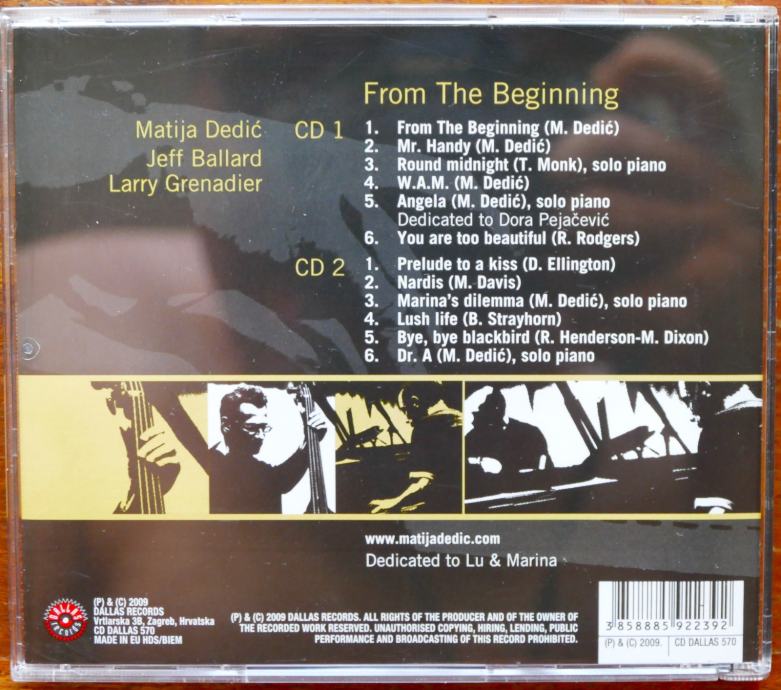 From The Beginning
Matija Dedić
Jeff Ballard
Larry Grenadier
CD 1
1. From The Beginning (M. Dedić)
2. Mr. Handy (M. Dedić)
3. Round midnight (T. Monk), solo piano
4. W.A.M. (M. Dedić)
5. Angela (M. Dedić), solo piano
Dedicated to Dora Pejačević
6. You are too beautiful (R. Rodgers)
CD 2
1. Prelude to a kiss (D. Ellington)
2. Nardis (M. Davis)
3. Marina's dilemma (M. Dedić), solo piano
4. Lush life (B. Strayhorn)
5. Bye, bye blackbird (R. Henderson-M. Dixon)
6. Dr. A (M. Dedić), solo piano
www.matijadedic.com
Dedicated to Lu & Marina
DALLAS
RECORDS
(P) & (C) 2009
DALLAS RECORDS
Vrtlarska 3B, Zagreb, Hrvatska
CD DALLAS 570
MADE IN EU HDS/BIEM
(P) & (C) 2009 DALLAS RECORDS. ALL RIGHTS OF THE PRODUCER AND OF THE OWNER OF
THE RECORDED WORK RESERVED. UNAUTHORISED COPYING, HIRING, LENDING, PUBLIC
PERFORMANCE AND BROADCASTING OF THIS RECORD PROHIBITED.
3 858885 922392
(P) & (C) 2009. CD DALLAS 570